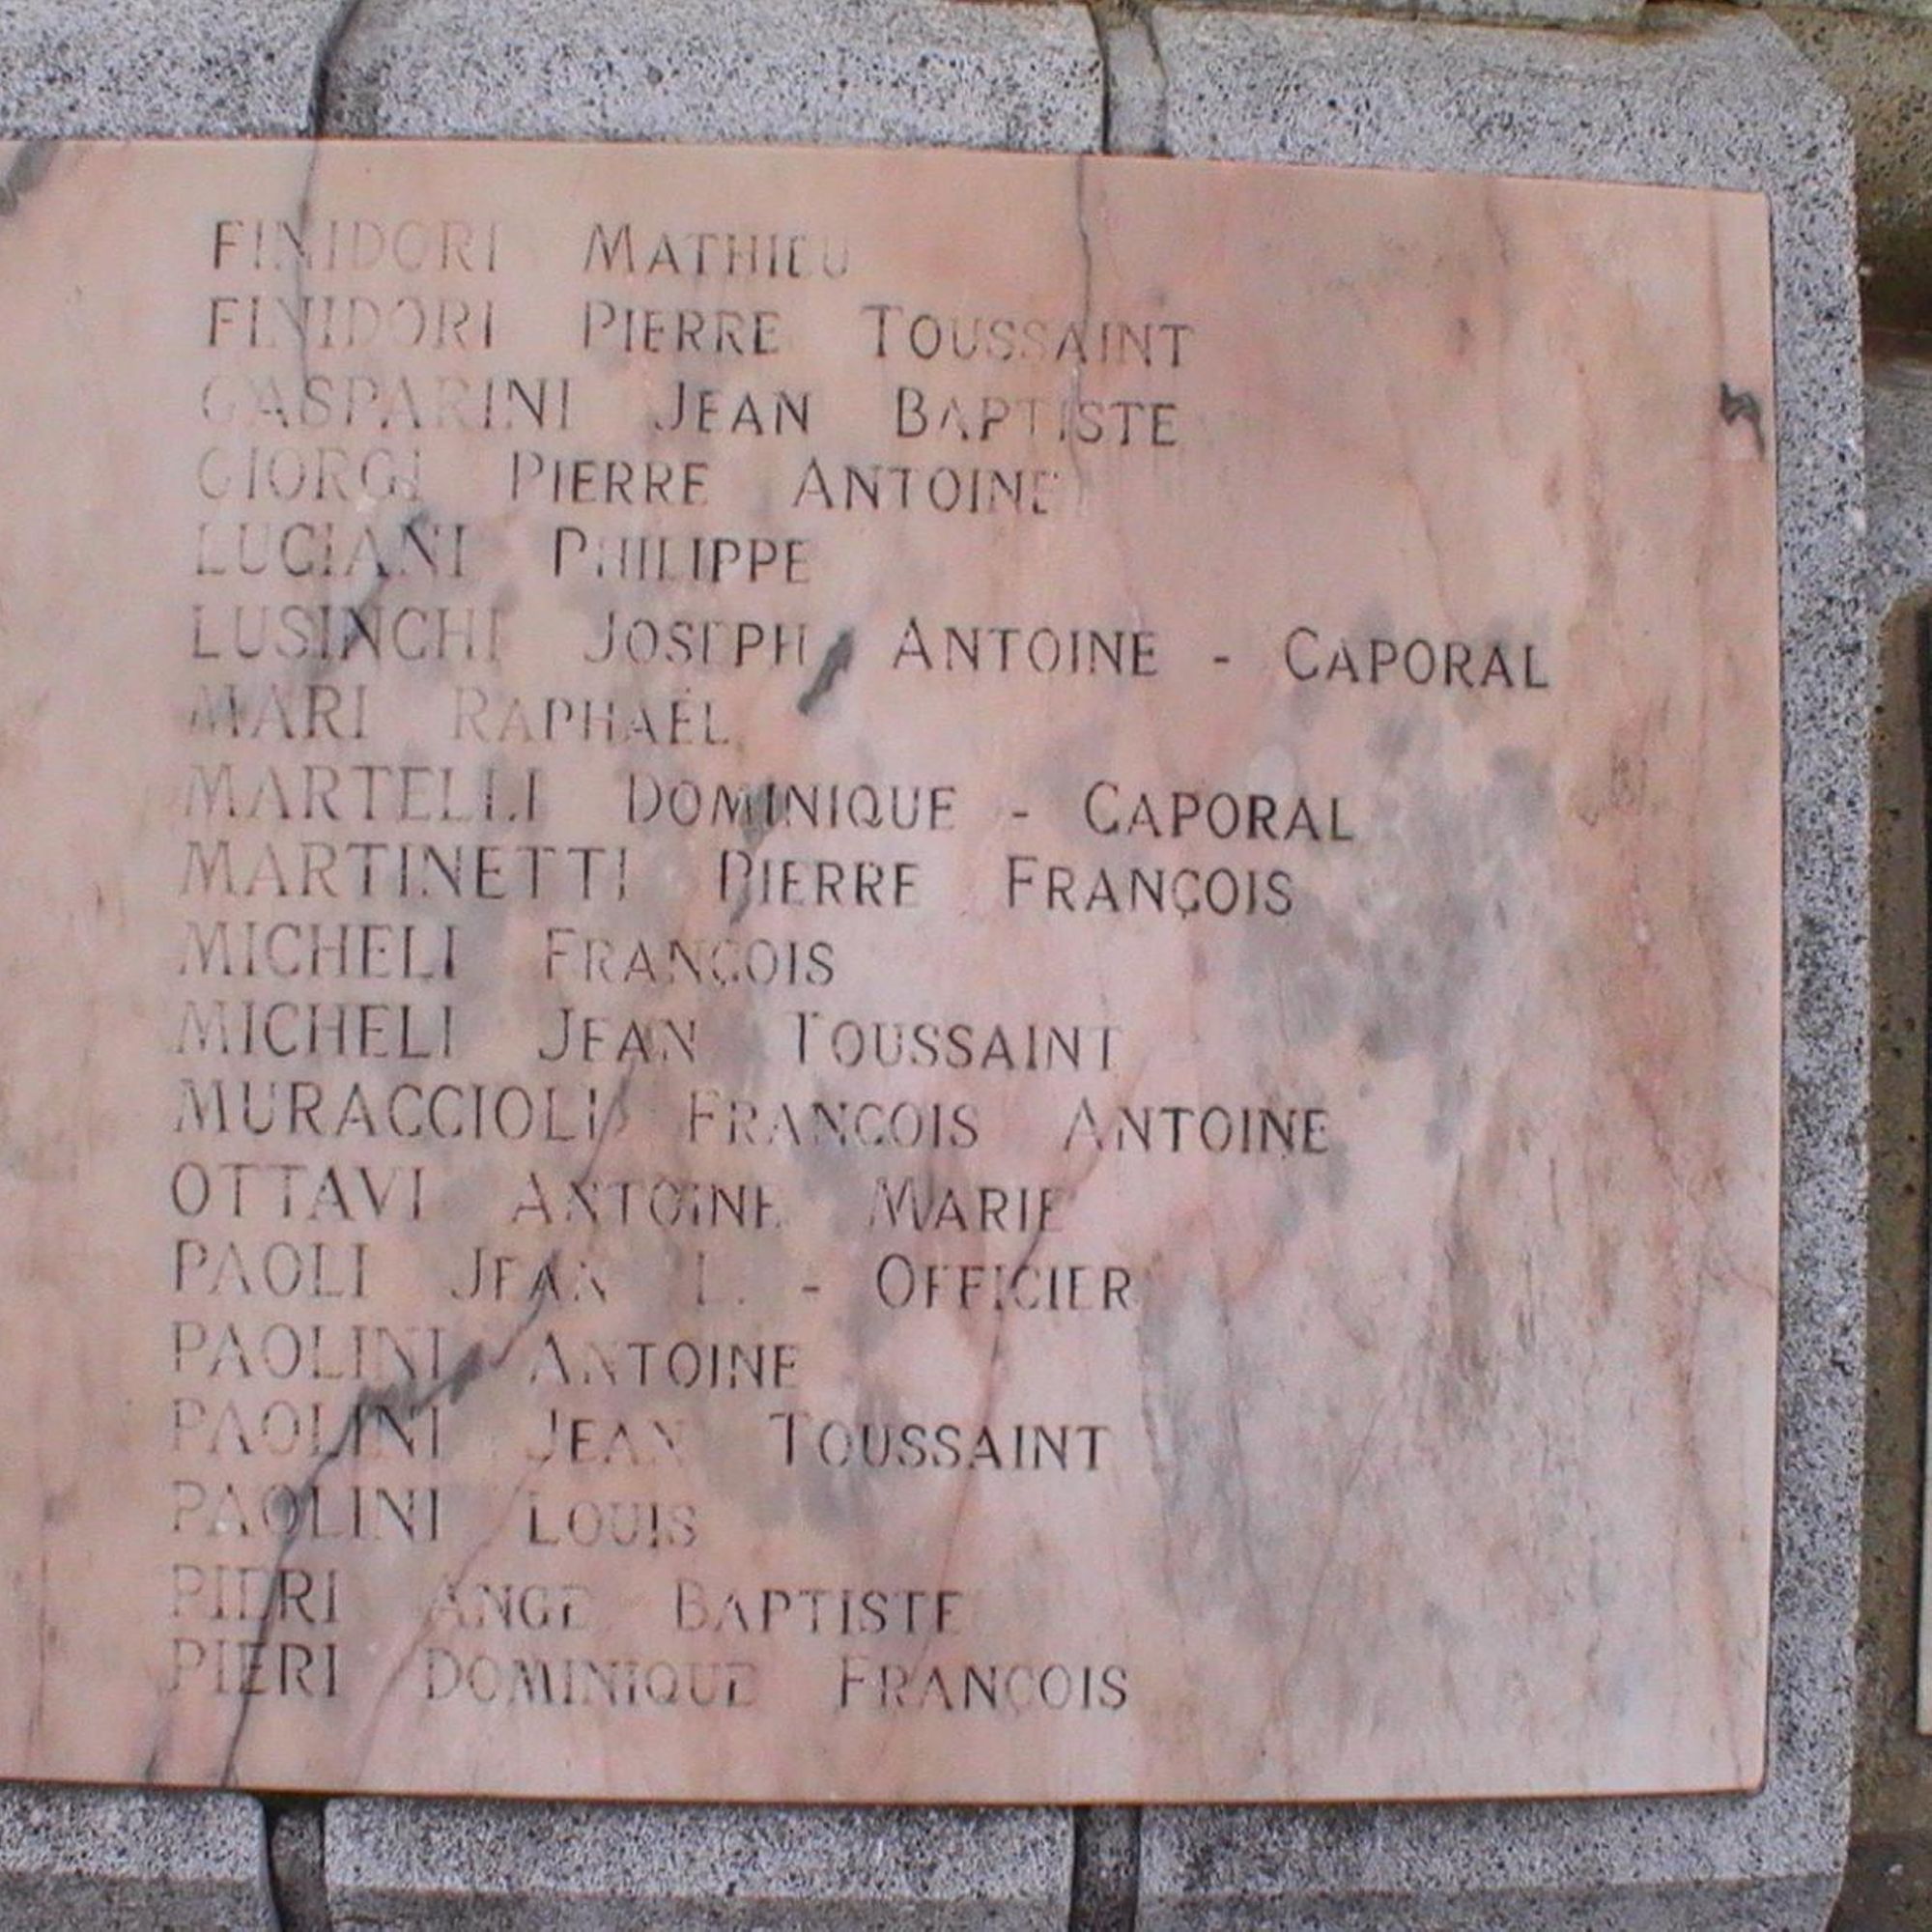 FINIDORI MATHIEU
FINIDORI PIERRE TOUSSAINT
GASPARINI JEAN BAPTISTE
GIORGI PIERRE ANTOINE
LUCIANI PHILIPPE
LUSINCHI JOSEPH ANTOINE - CAPORAL
MARI RAPHAËL
MARTELLI DOMINIQUE - CAPORAL
MARTINETTI PIERRE FRANÇOIS
MICHELI FRANÇOIS
MICHELI JEAN TOUSSAINT
MURACCIOLI FRANÇOIS ANTOINE
OTTAVI ANTOINE MARIE
PAOLI JEAN L. - OFFICIER
PAOLINI ANTOINE
PAOLINI JEAN TOUSSAINT
PAOLINI LOUIS
PIERI ANGE BAPTISTE
PIERI DOMINIQUE FRANÇOIS